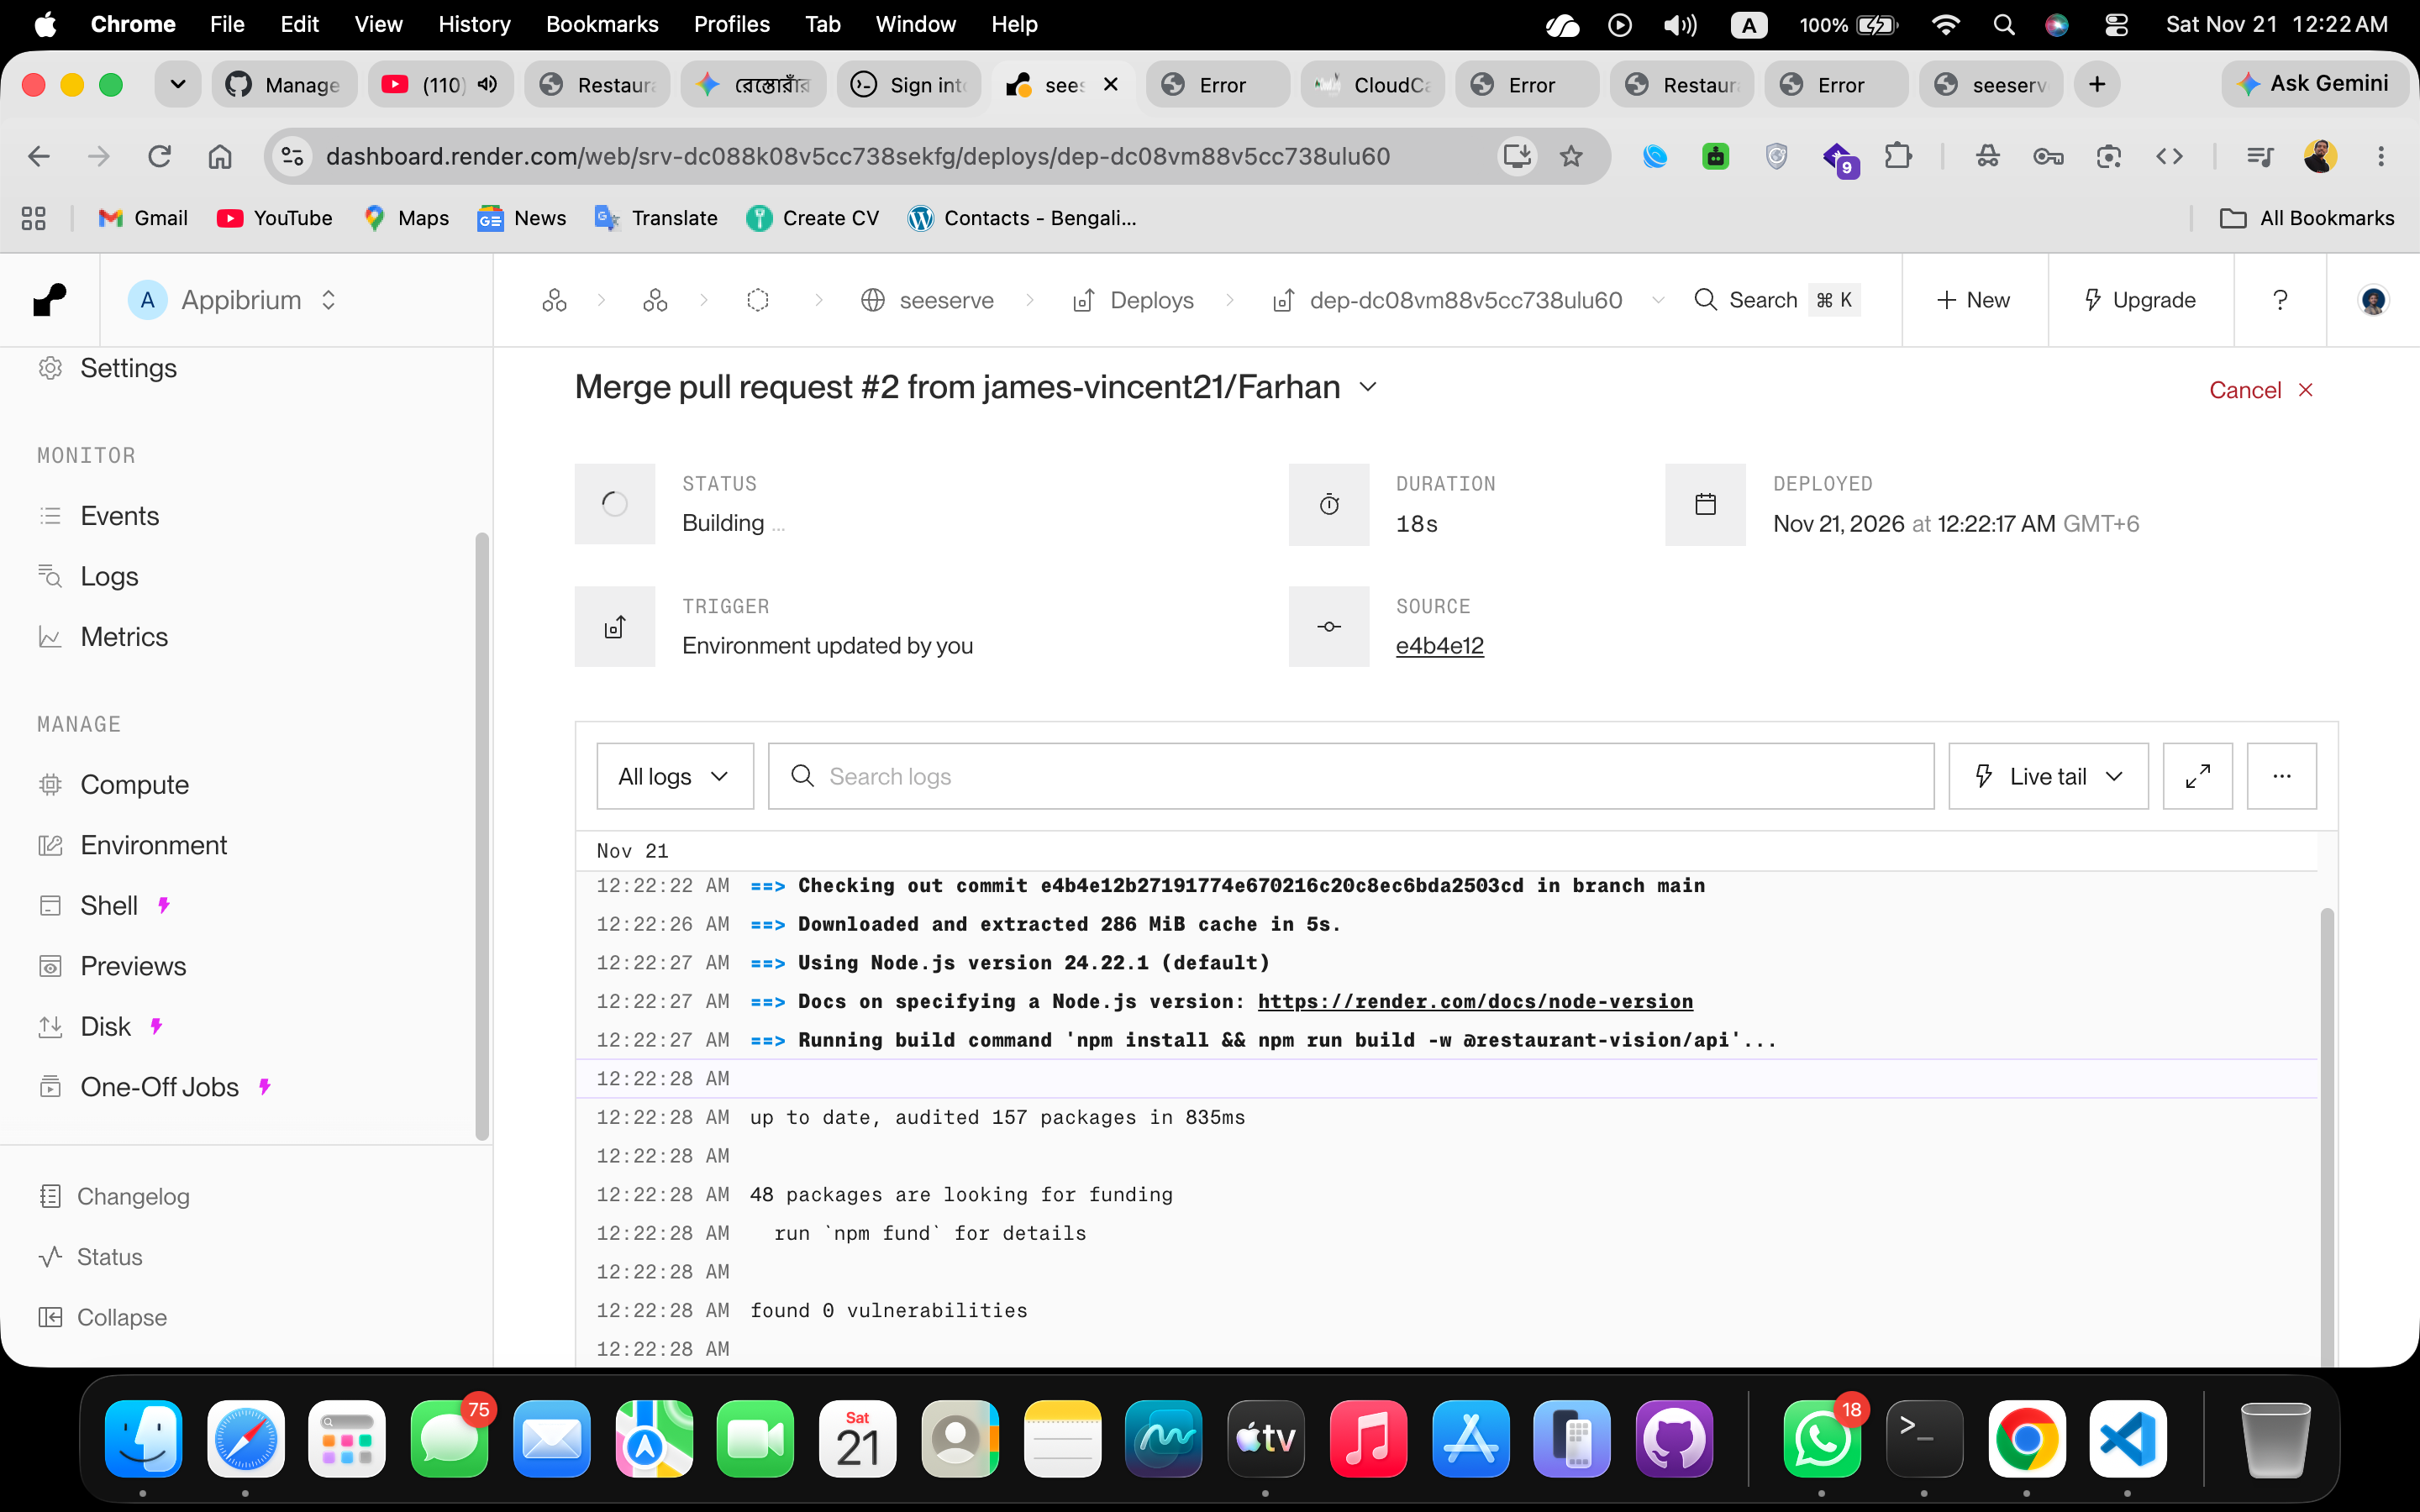 Chrome File Edit View History Bookmarks Profiles Tab Window Help A 100% Sat Nov 21 12:22 AM
Manage (110) Restaur রেস্তোরাঁর Sign into sees Error CloudCa Error Restaur Error seeserv Ask Gemini
dashboard.render.com/web/srv-dc088k08v5cc738sekfg/deploys/dep-dc08vm88v5cc738ulu60 9
Gmail YouTube Maps News Translate Create CV Contacts - Bengali... All Bookmarks
A Appibrium seeserve Deploys dep-dc08vm88v5cc738ulu60 Search ⌘ K + New Upgrade ?
Settings
MONITOR
Events
Logs
Metrics
MANAGE
Compute
Environment
Shell
Previews
Disk
One-Off Jobs
Changelog
Status
Collapse
Merge pull request #2 from james-vincent21/Farhan
Cancel
STATUS
Building ...
DURATION
18s
DEPLOYED
Nov 21, 2026 at 12:22:17 AM GMT+6
TRIGGER
Environment updated by you
SOURCE
e4b4e12
All logs Search logs Live tail ...
Nov 21
12:22:22 AM ==> Checking out commit e4b4e12b27191774e670216c20c8ec6bda2503cd in branch main
12:22:26 AM ==> Downloaded and extracted 286 MiB cache in 5s.
12:22:27 AM ==> Using Node.js version 24.22.1 (default)
12:22:27 AM ==> Docs on specifying a Node.js version: https://render.com/docs/node-version
12:22:27 AM ==> Running build command 'npm install && npm run build -w @restaurant-vision/api'...
12:22:28 AM
12:22:28 AM up to date, audited 157 packages in 835ms
12:22:28 AM
12:22:28 AM 48 packages are looking for funding
12:22:28 AM run `npm fund` for details
12:22:28 AM
12:22:28 AM found 0 vulnerabilities
12:22:28 AM
75 Sat 21 tv 18